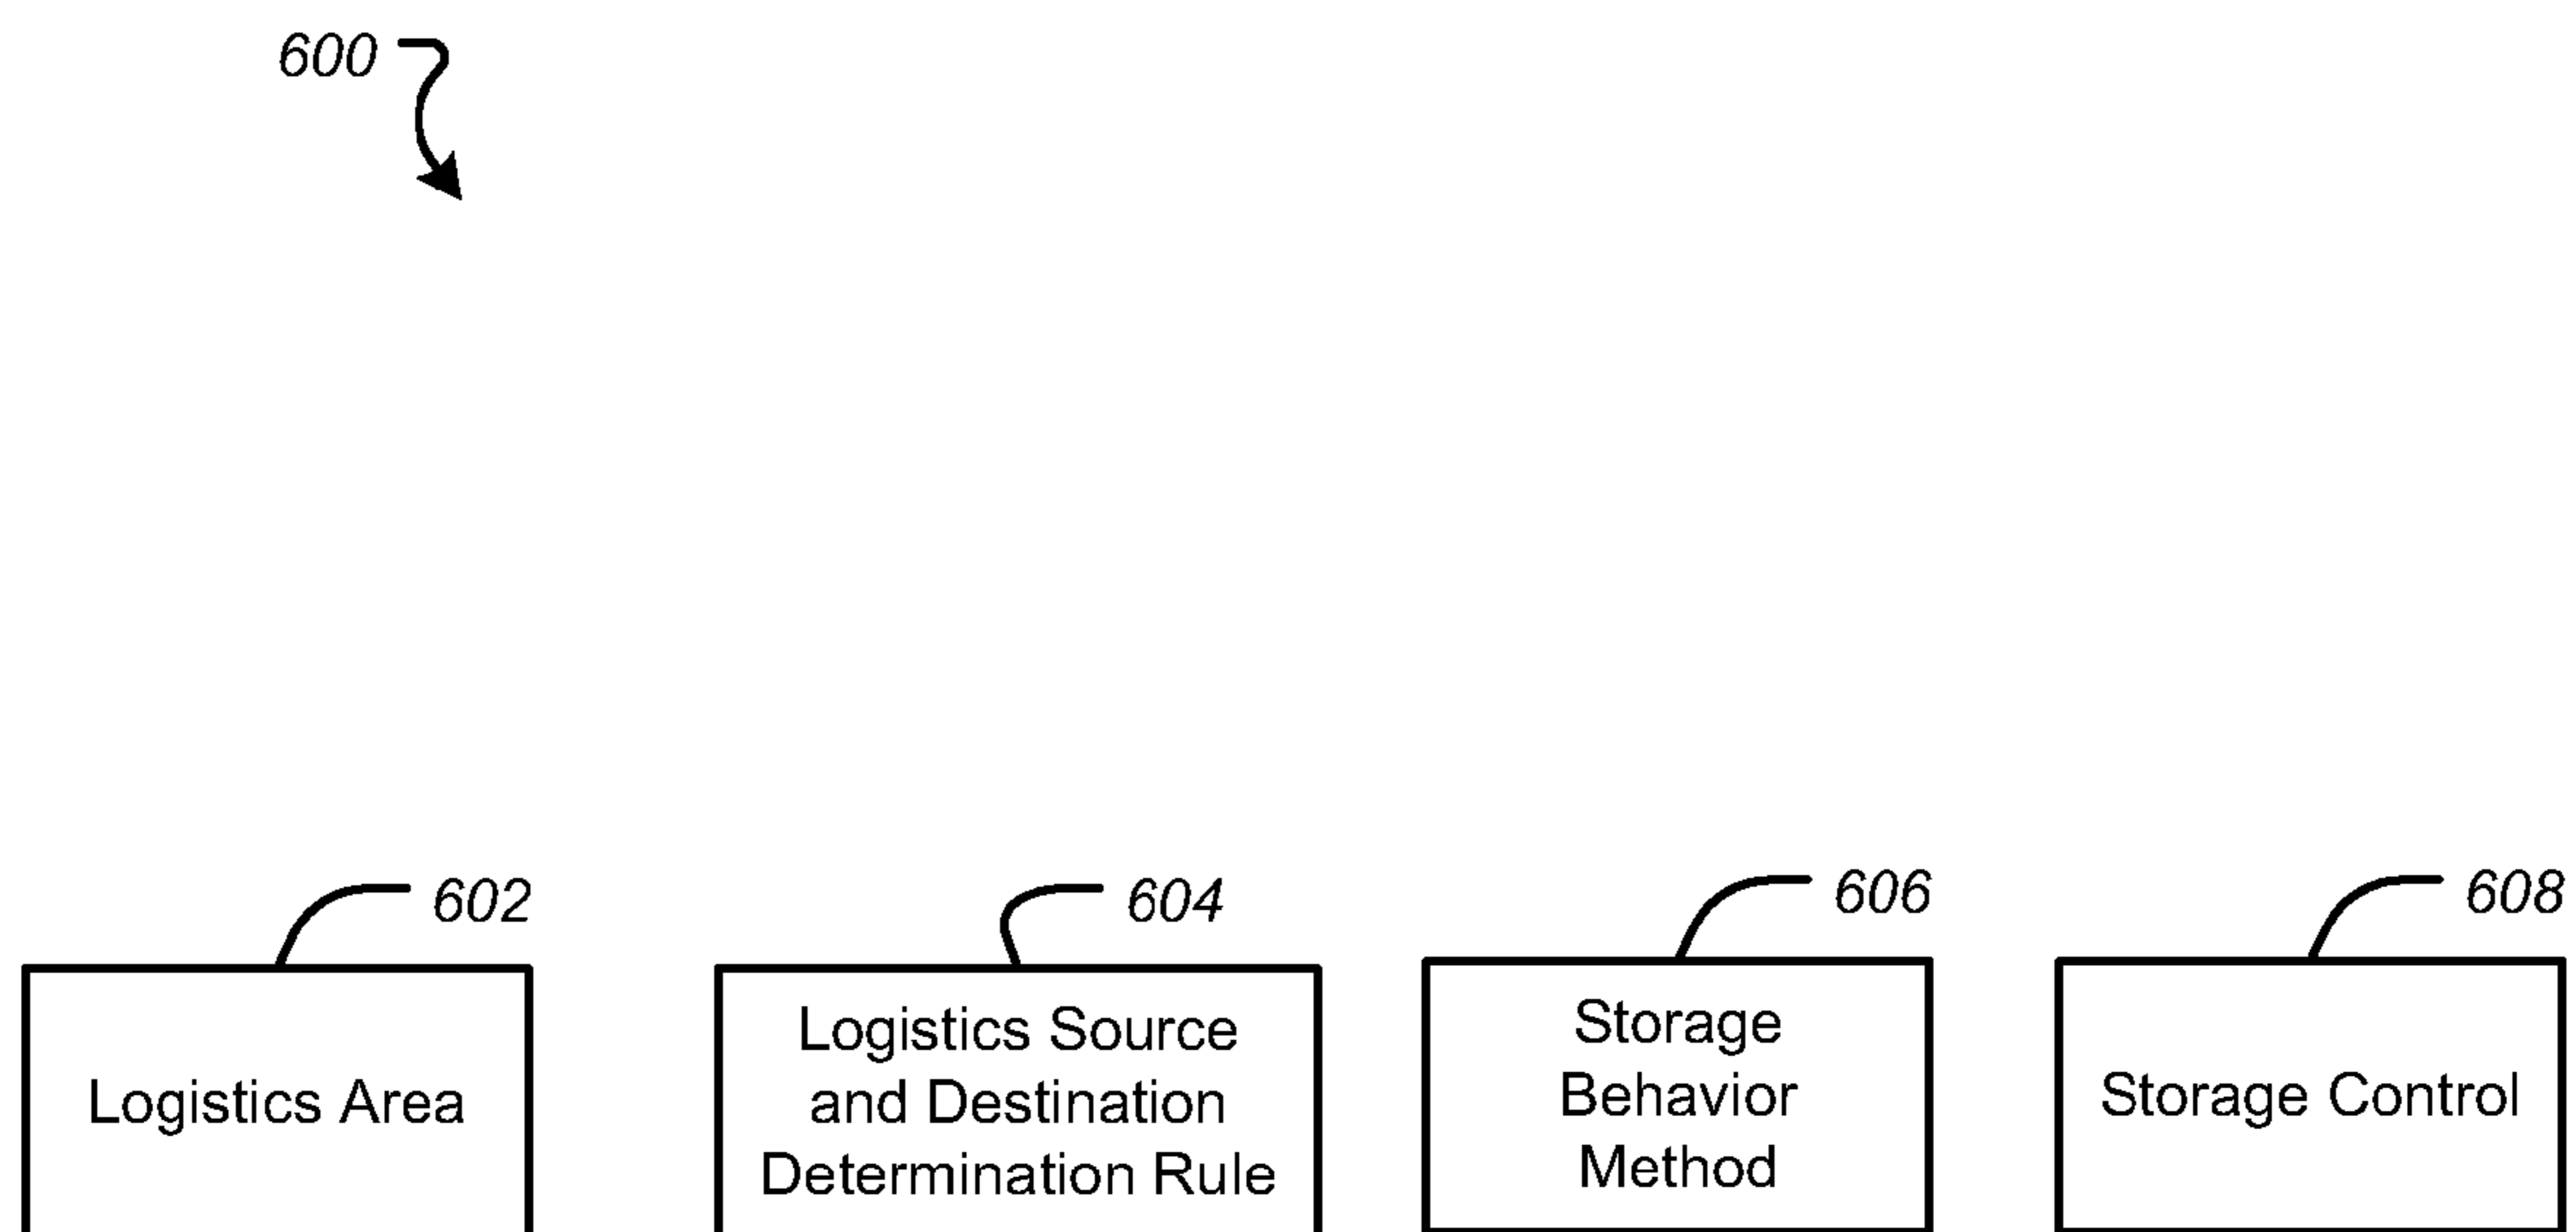 600
602
604
606
608
Logistics Area
Logistics Source
and Destination
Determination Rule
Storage
Behavior
Method
Storage Control